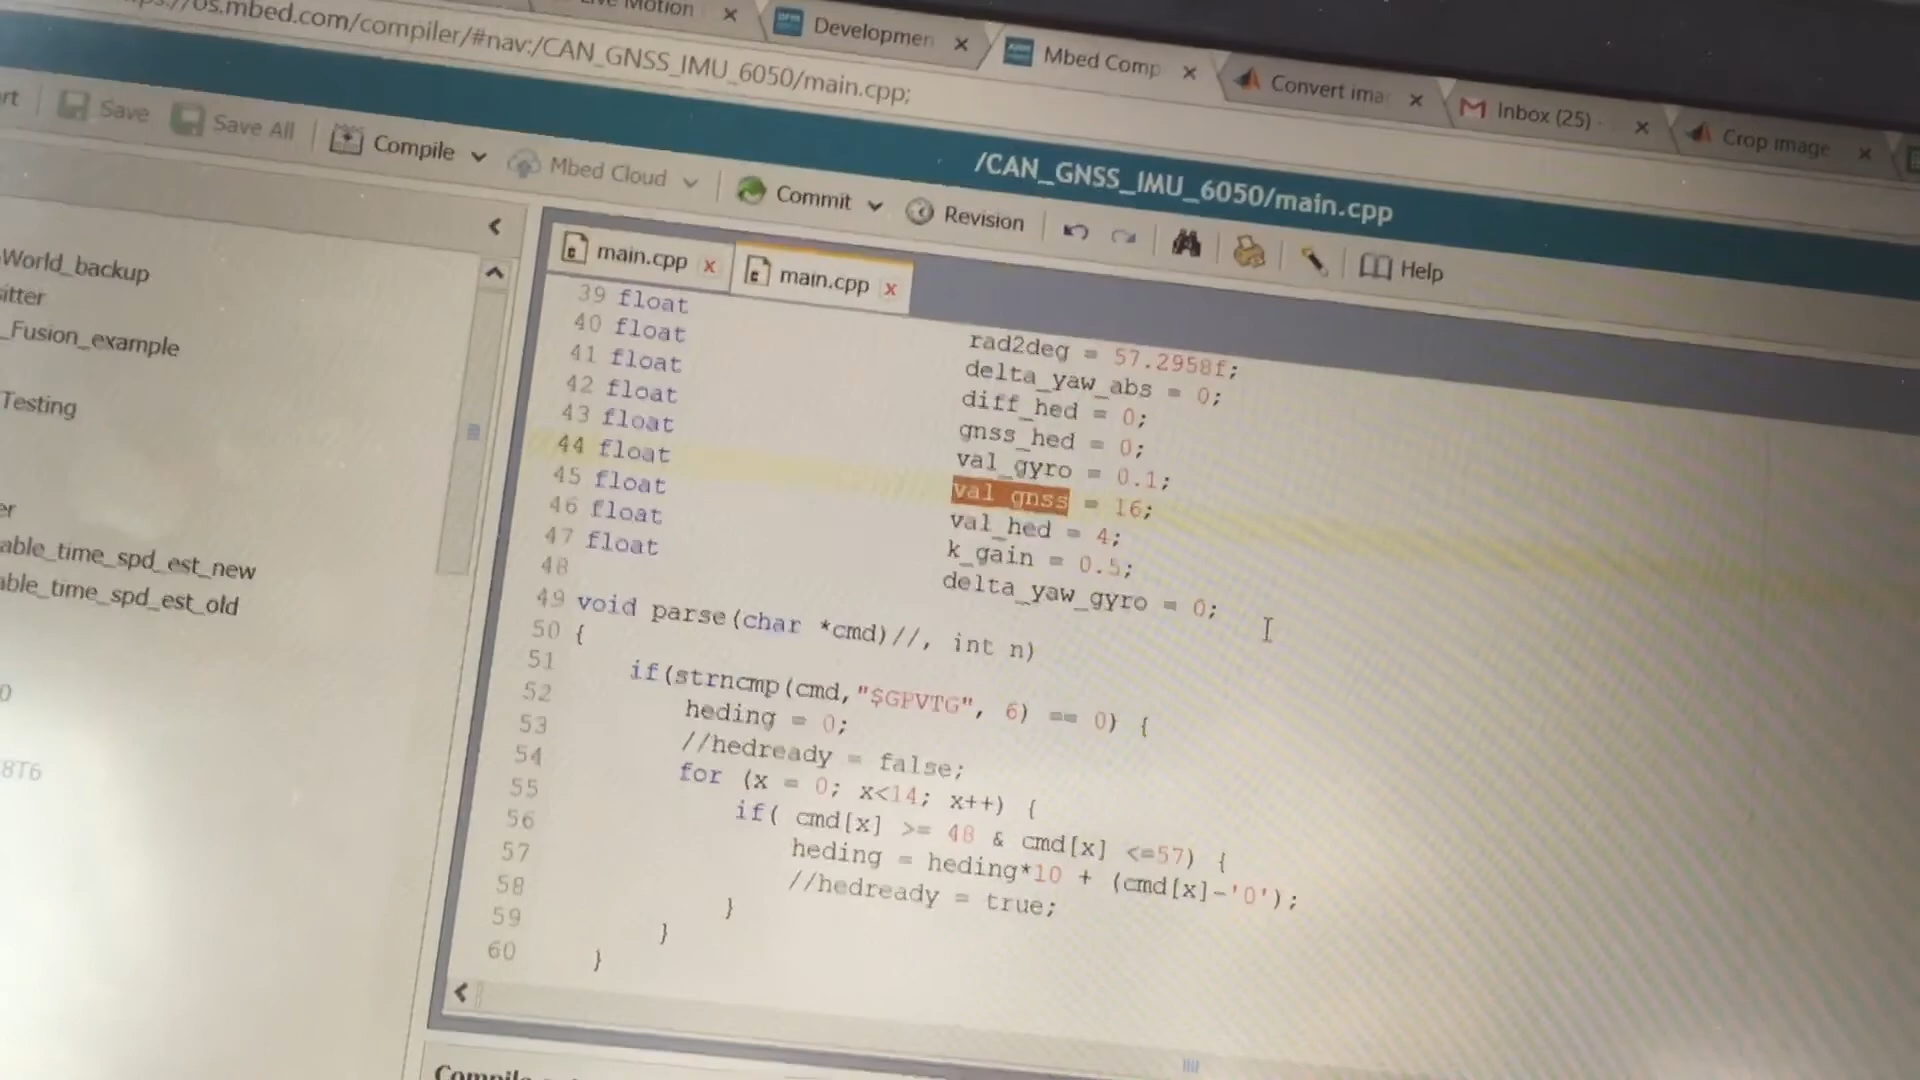 Live Motion
Developmen
Mbed Comp
Convert ima
Inbox (25)
Crop image
//os.mbed.com/compiler/#nav:/CAN_GNSS_IMU_6050/main.cpp;
/CAN_GNSS_IMU_6050/main.cpp
rt Save Save All Compile Mbed Cloud Commit Revision Help
World_backup
itter
_Fusion_example
Testing
er
able_time_spd_est_new
able_time_spd_est_old
0
8T6
main.cpp x main.cpp x
39 float rad2deg = 57.2958f;
40 float delta_yaw_abs = 0;
41 float diff_hed = 0;
42 float gnss_hed = 0;
43 float val_gyro = 0.1;
44 float val_gnss = 16;
45 float val_hed = 4;
46 float k_gain = 0.5;
47 float delta_yaw_gyro = 0;
48
49 void parse(char *cmd)//, int n)
50 {
51 if(strncmp(cmd,"$GPVTG", 6) == 0) {
52 heding = 0;
53 //hedready = false;
54 for (x = 0; x<14; x++) {
55 if( cmd[x] >= 48 & cmd[x] <=57) {
56 heding = heding*10 + (cmd[x]-'0');
57 //hedready = true;
58 }
59 }
60 }